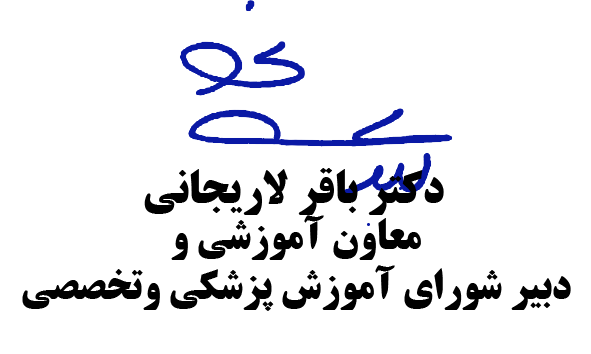 دکتر باقر لاریجانی
معاون آموزشی و
دبیر شورای آموزش پزشکی وتخصصی